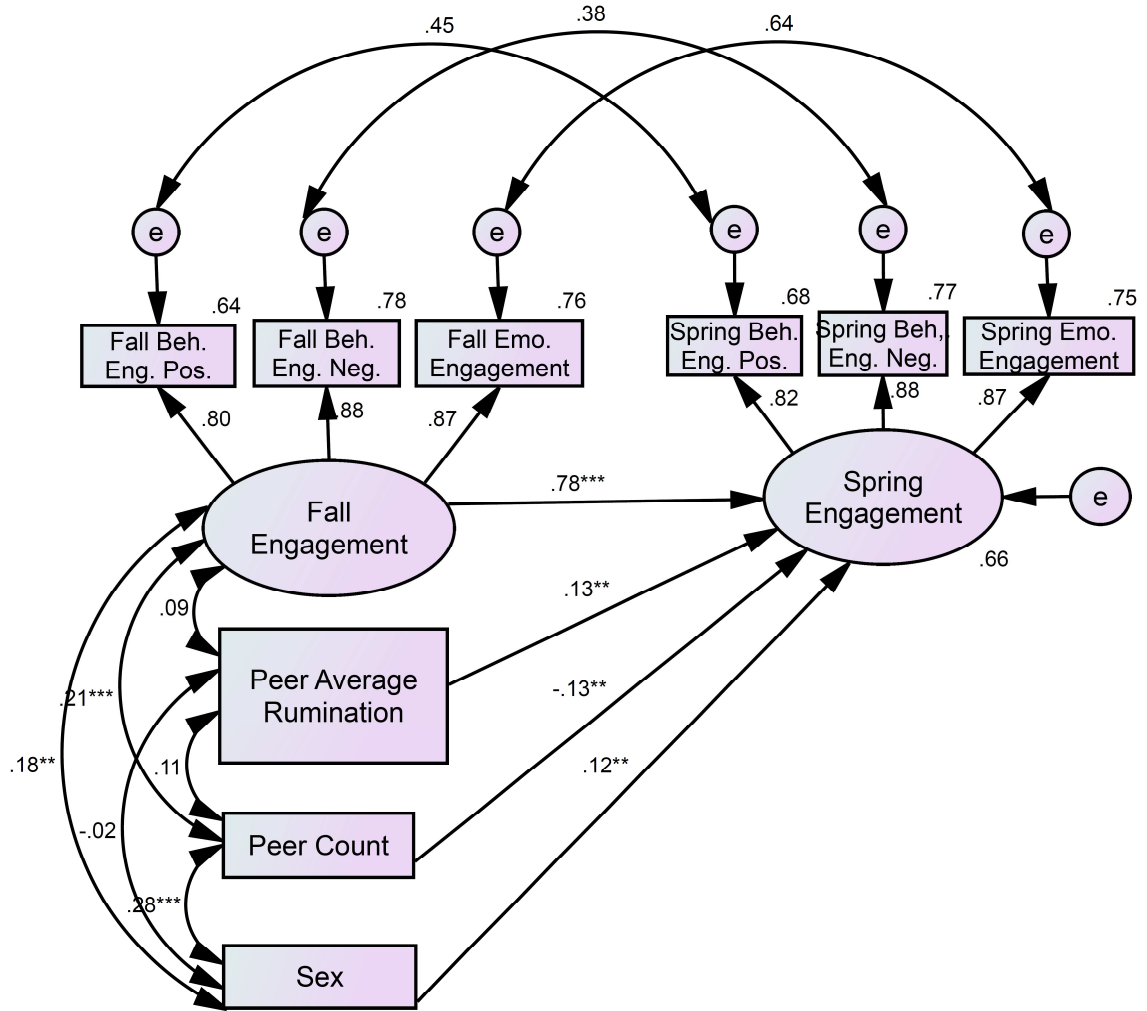 .45
.38
.64
e
e
e
e
e
e
.64
.78
.76
.68
.77
.75
Fall Beh.
Eng. Pos.
Fall Beh.
Eng. Neg.
Fall Emo.
Engagement
Spring Beh.
Eng. Pos.
Spring Beh,.
Eng. Neg.
Spring Emo.
Engagement
.80
.88
.87
.82
.88
.87
Fall
Engagement
.78***
Spring
Engagement
e
.66
.09
.13**
Peer Average
Rumination
.21***
-.13**
.18**
.11
.12**
-.02
Peer Count
.28***
Sex